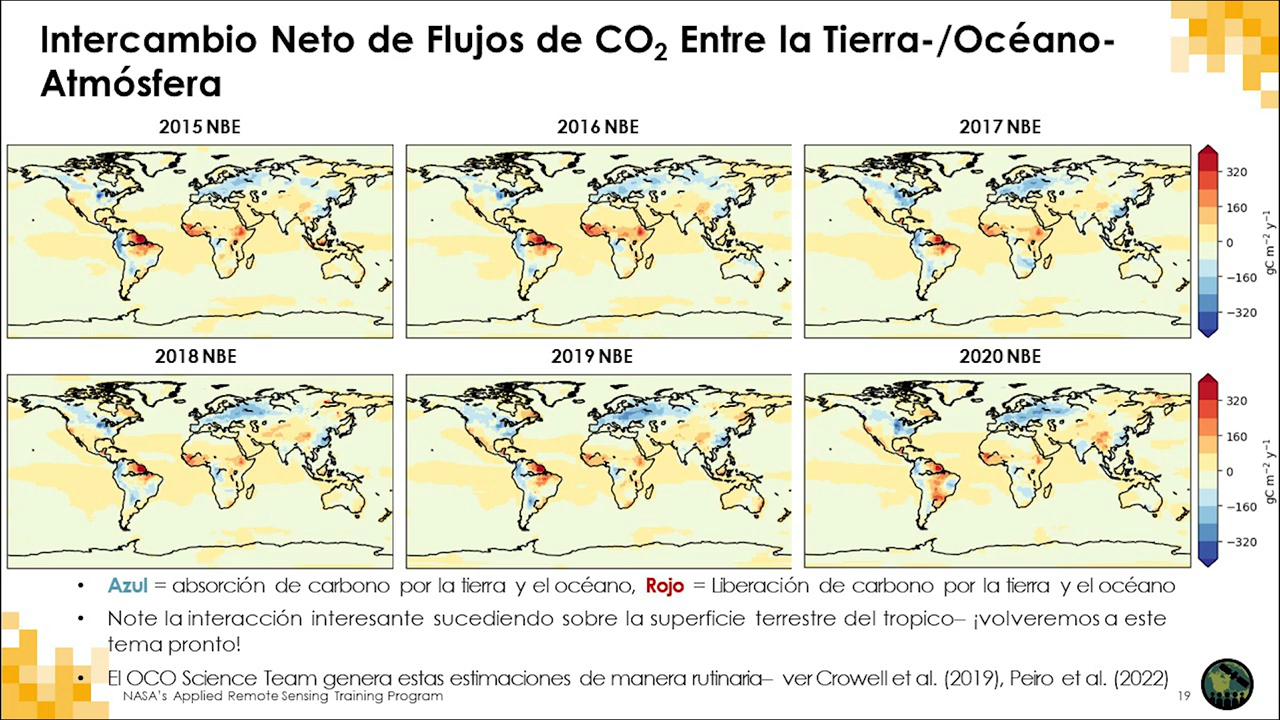 Intercambio Neto de Flujos de CO2 Entre la Tierra-/Océano-
Atmósfera
2015 NBE
2016 NBE
2017 NBE
320
160
0
−160
−320
gC m−2 y−1
2018 NBE
2019 NBE
2020 NBE
320
160
0
−160
−320
gC m−2 y−1
• Azul = absorción de carbono por la tierra y el océano, Rojo = Liberación de carbono por la tierra y el océano
• Note la interacción interesante sucediendo sobre la superficie terrestre del tropico– ¡volveremos a este
tema pronto!
• El OCO Science Team genera estas estimaciones de manera rutinaria– ver Crowell et al. (2019), Peiro et al. (2022)
NASA's Applied Remote Sensing Training Program
19